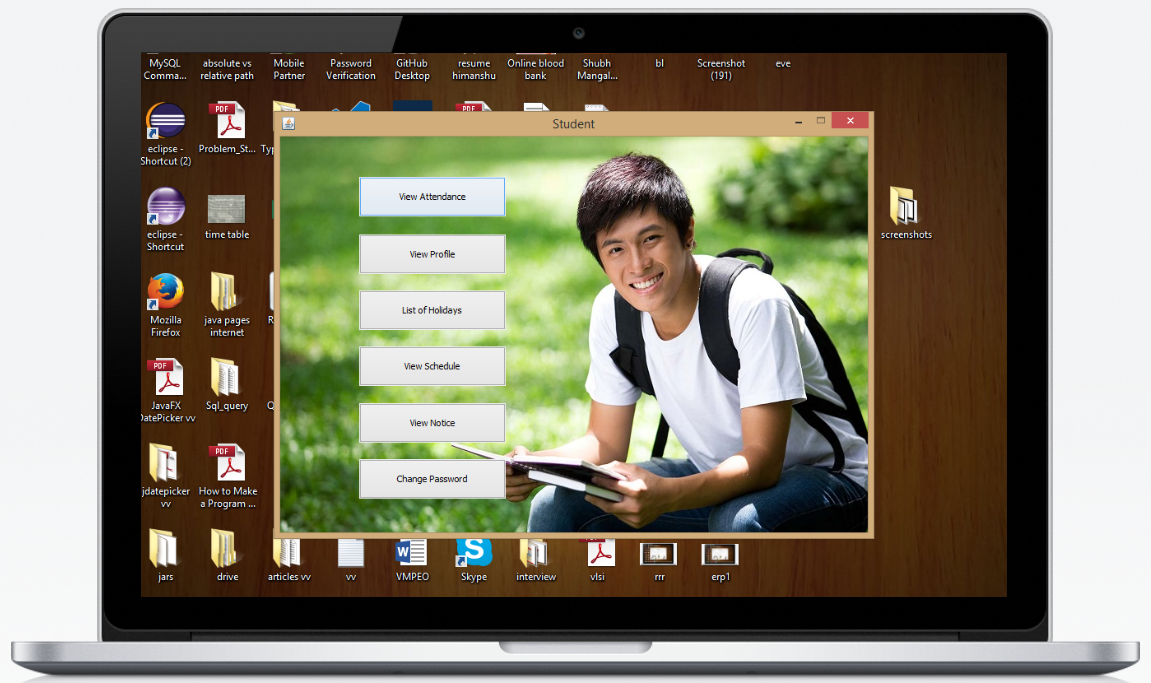 MySQL Comma...
absolute vs relative path
Mobile Partner
Password Verification
GitHub Desktop
resume himanshu
Online blood bank
Shubh Mangal...
bl
Screenshot (191)
eve
eclipse - Shortcut (2)
PDF
Problem_St...
Typ
PDF
Student
View Attendance
View Profile
List of Holidays
View Schedule
View Notice
Change Password
eclipse - Shortcut
time table
screenshots
Mozilla Firefox
java pages internet
R
PDF
JavaFX
DatePicker vv
Sql_query
Q
jdatepicker vv
PDF
How to Make a Program ...
jars
drive
articles vv
vv
W
VMPEO
S
Skype
interview
vlsi
rrr
erp1